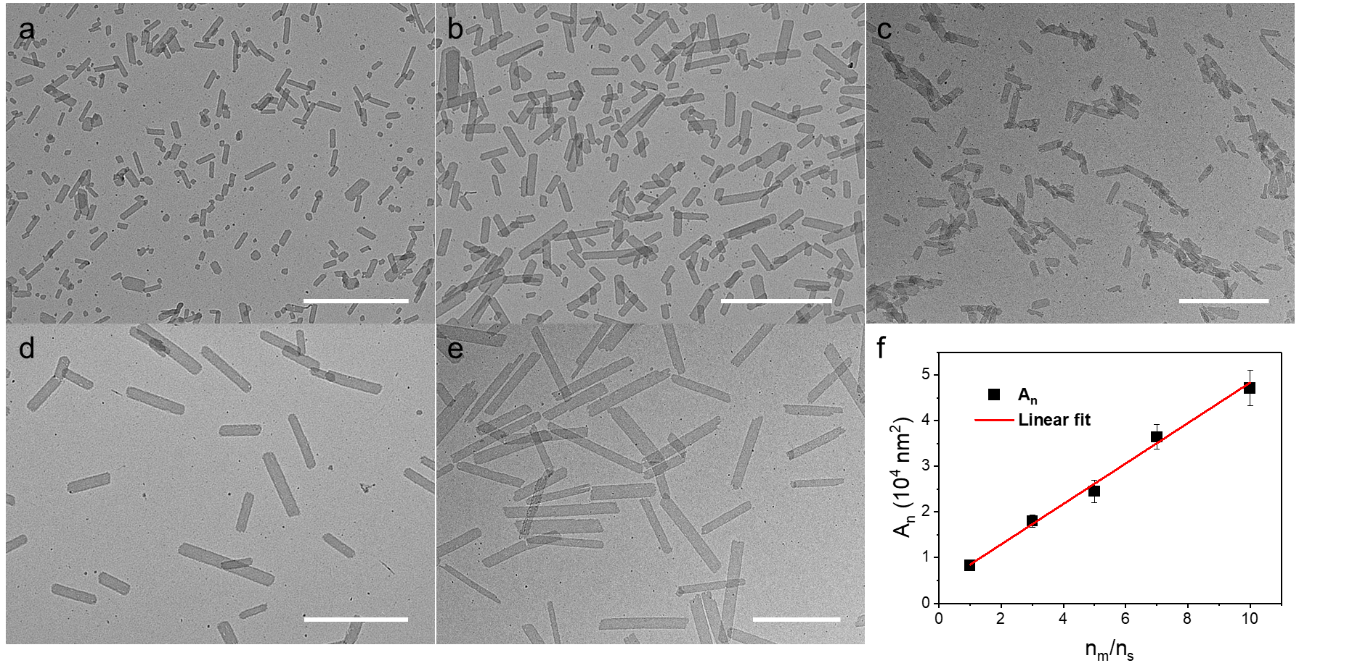 a
b
c
d
e
f
Aₙ
Linear fit
Aₙ (10⁴ nm²)
5
4
3
2
1
0
0 2 4 6 8 10
nₘ/nₛ